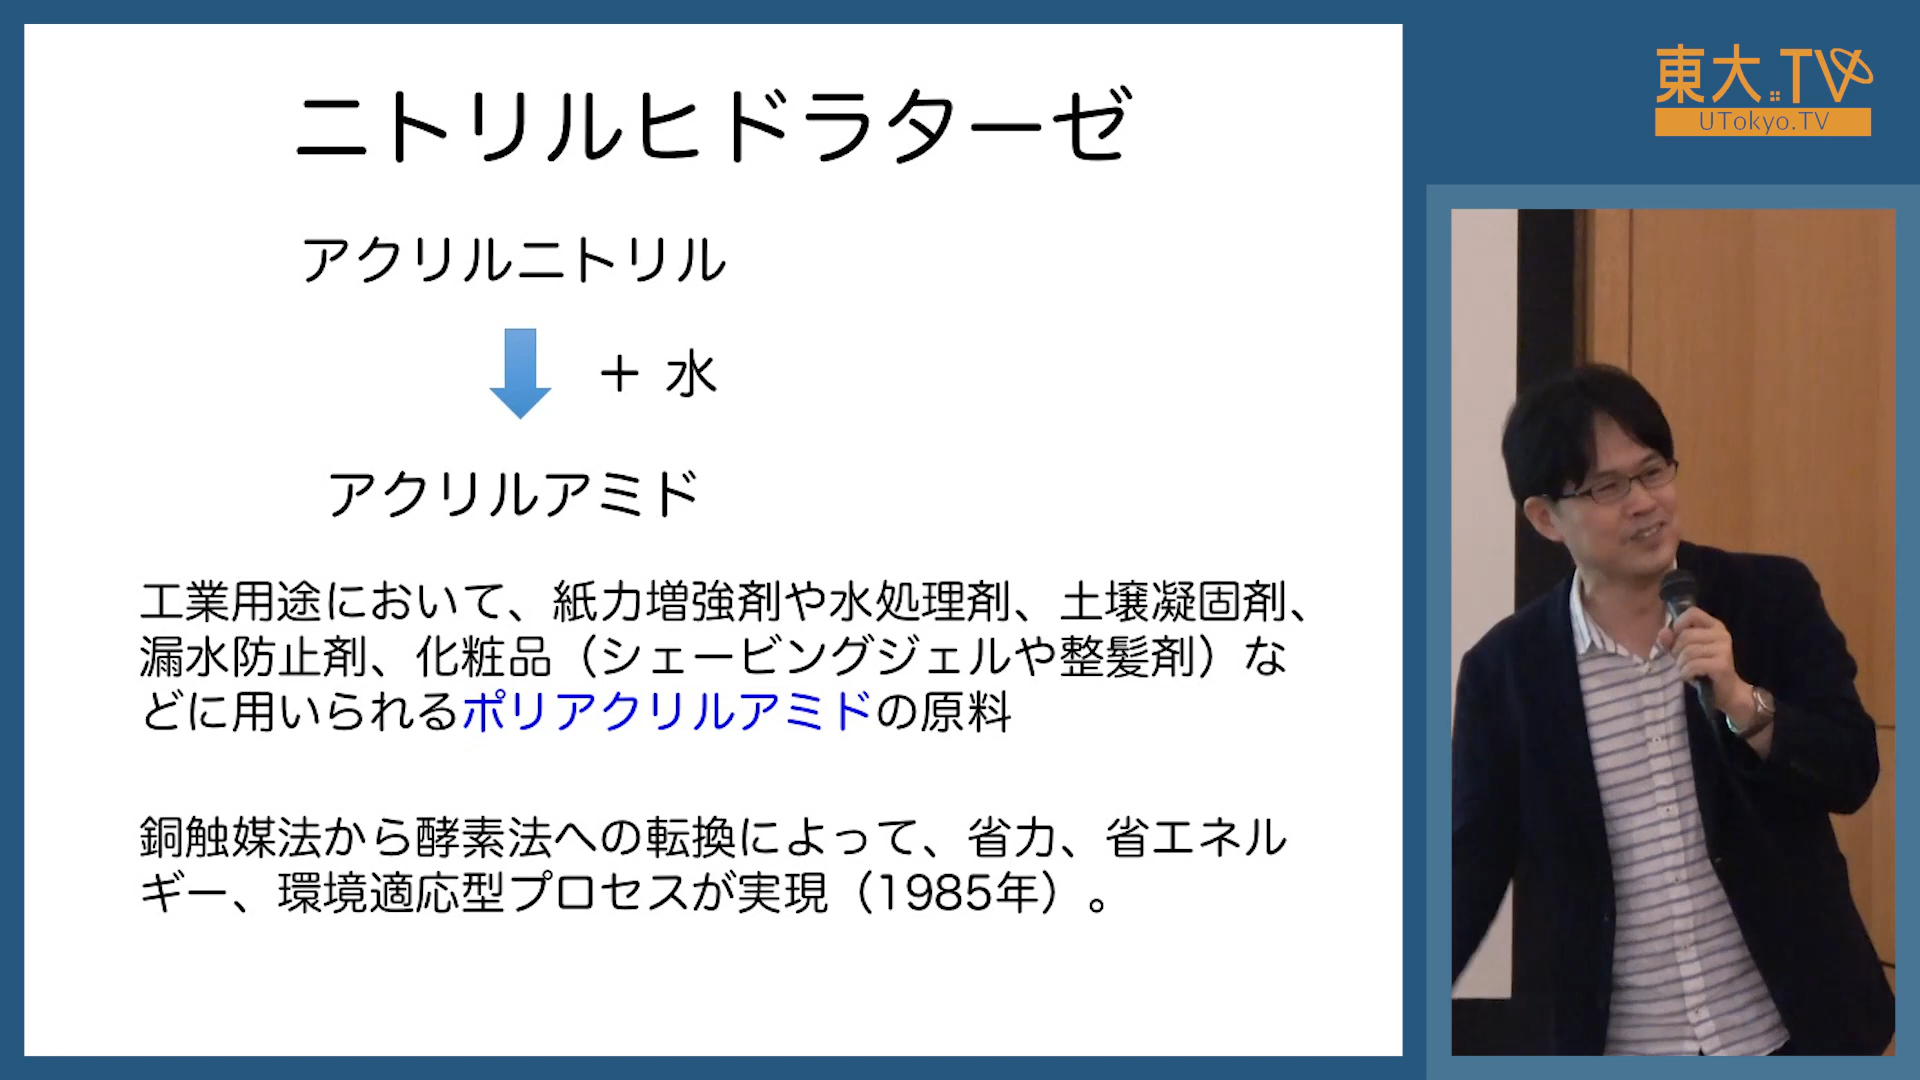 ニトリルヒドラターゼ
アクリルニトリル
＋ 水
アクリルアミド
工業用途において、紙力増強剤や水処理剤、土壌凝固剤、
漏水防止剤、化粧品（シェービングジェルや整髪剤）な
どに用いられるポリアクリルアミドの原料
銅触媒法から酵素法への転換によって、省力、省エネル
ギー、環境適応型プロセスが実現（1985年）。
東大TV
UTokyo.TV